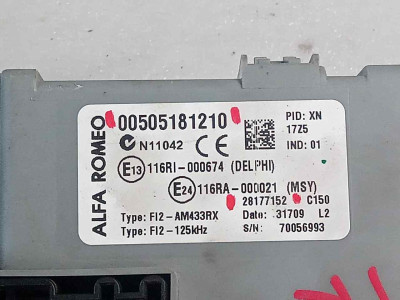 ALFA ROMEO
00505181210
PID: XN
17Z5
N11042
IND: 01
E13 116RI-000674 (DELPHI)
E24 116RA-000021 (MSY)
28177152 C150
Type: FI2-AM433RX Dato: 31709 L2
Type: FI2-125kHz S/N: 70056993